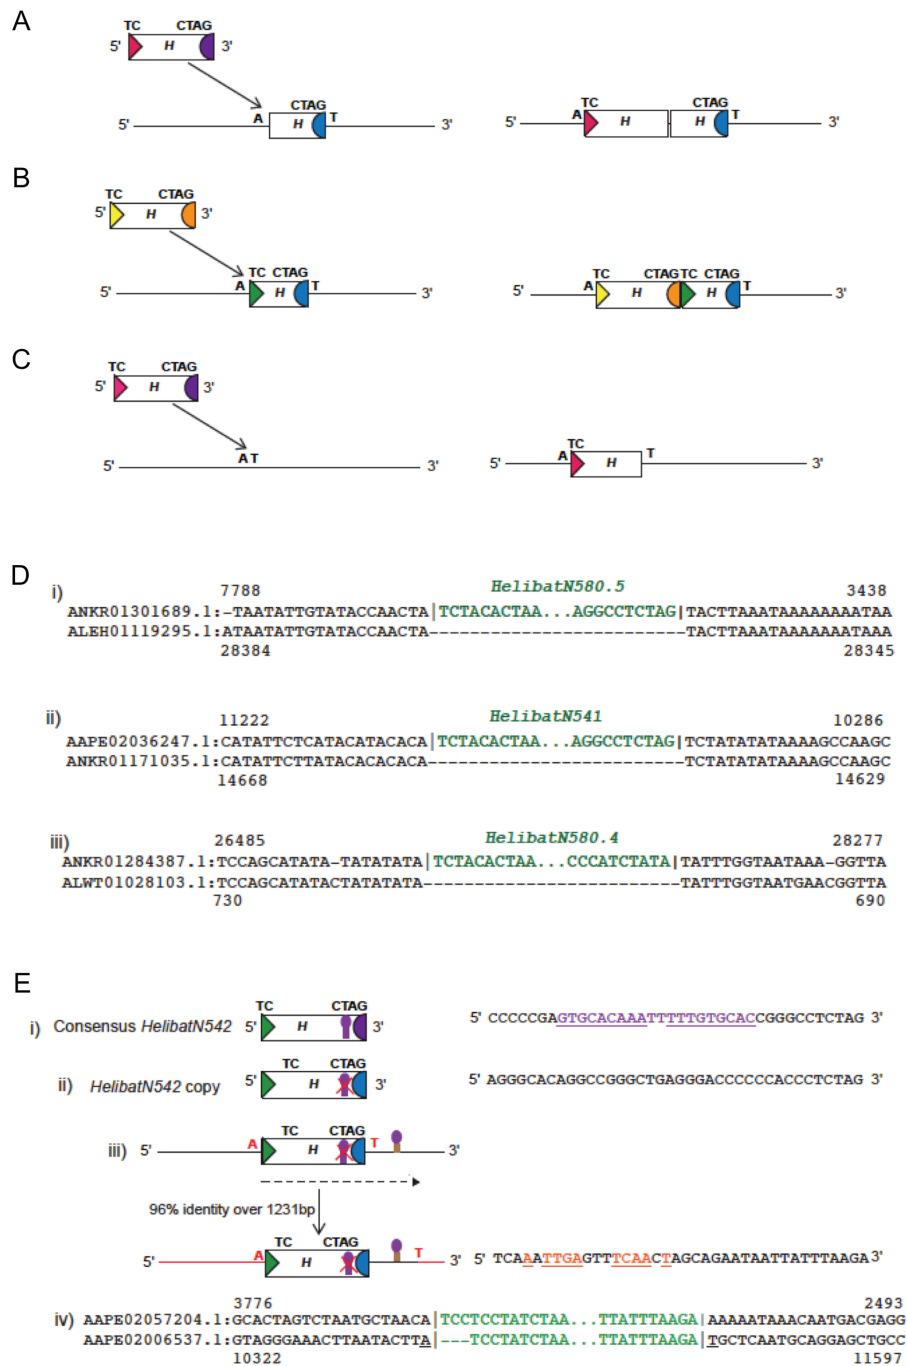 A
TC CTAG
5' H 3'
A CTAG T
5' H 3'
TC CTAG
5' A H H T 3'
B
TC CTAG
5' H 3'
TC CTAG
5' A H T 3'
TC CTAGTC CTAG
5' A H H T 3'
C
TC CTAG
5' H 3'
A T
5' 3'
TC
5' A H T 3'
D
i)
7788 HelibatN580.5 3438
ANKR01301689.1:-TAATATTGTATACCAACTA|TCTACACTAA...AGGCCTCTAG|TACTTAAATAAAAAAAATAA
ALEH01119295.1:ATAATATTGTATACCAACTA-------------------------TACTTAAATAAAAAAATAAA
28384 28345
ii)
11222 HelibatN541 10286
AAPE02036247.1:CATATTCTCATACATACACA|TCTACACTAA...AGGCCTCTAG|TCTATATATAAAAGCCAAGC
ANKR01171035.1:CATATTCTTATACACACACA-------------------------TCTATATATAAAAGCCAAGC
14668 14629
iii)
26485 HelibatN580.4 28277
ANKR01284387.1:TCCAGCATATA-TATATATA|TCTACACTAA...CCCATCTATA|TATTTGGTAATAAA-GGTTA
ALWT01028103.1:TCCAGCATATACTATATATA-------------------------TATTTGGTAATGAACGGTTA
730 690
E
TC CTAG
i) Consensus HelibatN542 5' H 3' 5' CCCCCGAGTGCACAAATTTTTGTGCACCGGGCCTCTAG 3'
TC CTAG
ii) HelibatN542 copy 5' H 3' 5' AGGGCACAGGCCGGGCTGAGGGACCCCCCACCCTCTAG 3'
TC CTAG
iii) 5' A H T 3'
96% identity over 1231bp
TC CTAG
5' A H T 3' 5' TCAAATTGAGTTTCAACTAGCAGAATAATTATTTAAGA 3'
iv)
3776 2493
AAPE02057204.1:GCACTAGTCTAATGCTAACA|TCCTCCTATCTAA...TTATTTAAGA|AAAAATAAACAATGACGAGG
AAPE02006537.1:GTAGGGAAACTTAATACTTA|---TCCTATCTAA...TTATTTAAGA|TGCTCAATGCAGGAGCTGCC
10322 11597